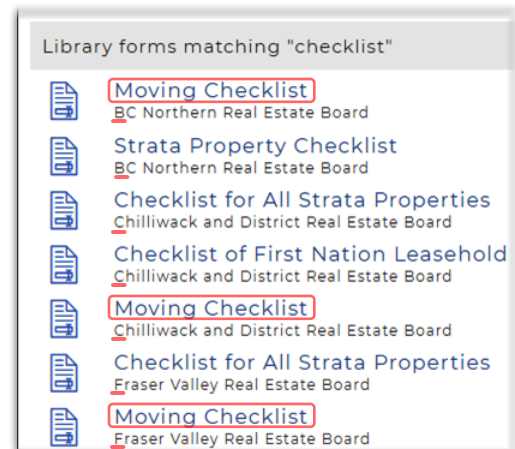 Library forms matching "checklist"
Moving Checklist
BC Northern Real Estate Board
Strata Property Checklist
BC Northern Real Estate Board
Checklist for All Strata Properties
Chilliwack and District Real Estate Board
Checklist of First Nation Leasehold
Chilliwack and District Real Estate Board
Moving Checklist
Chilliwack and District Real Estate Board
Checklist for All Strata Properties
Fraser Valley Real Estate Board
Moving Checklist
Fraser Valley Real Estate Board